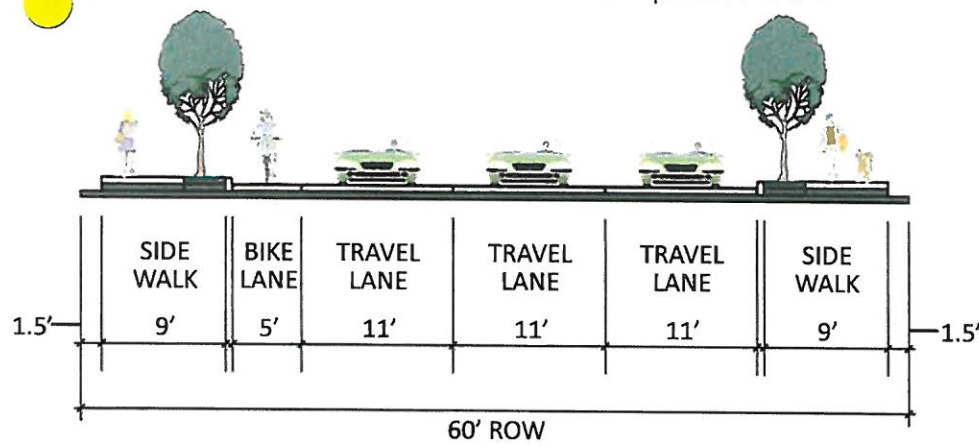 SIDE WALK
BIKE LANE
TRAVEL LANE
TRAVEL LANE
TRAVEL LANE
SIDE WALK
1.5' 9' 5' 11' 11' 11' 9' 1.5'
60' ROW